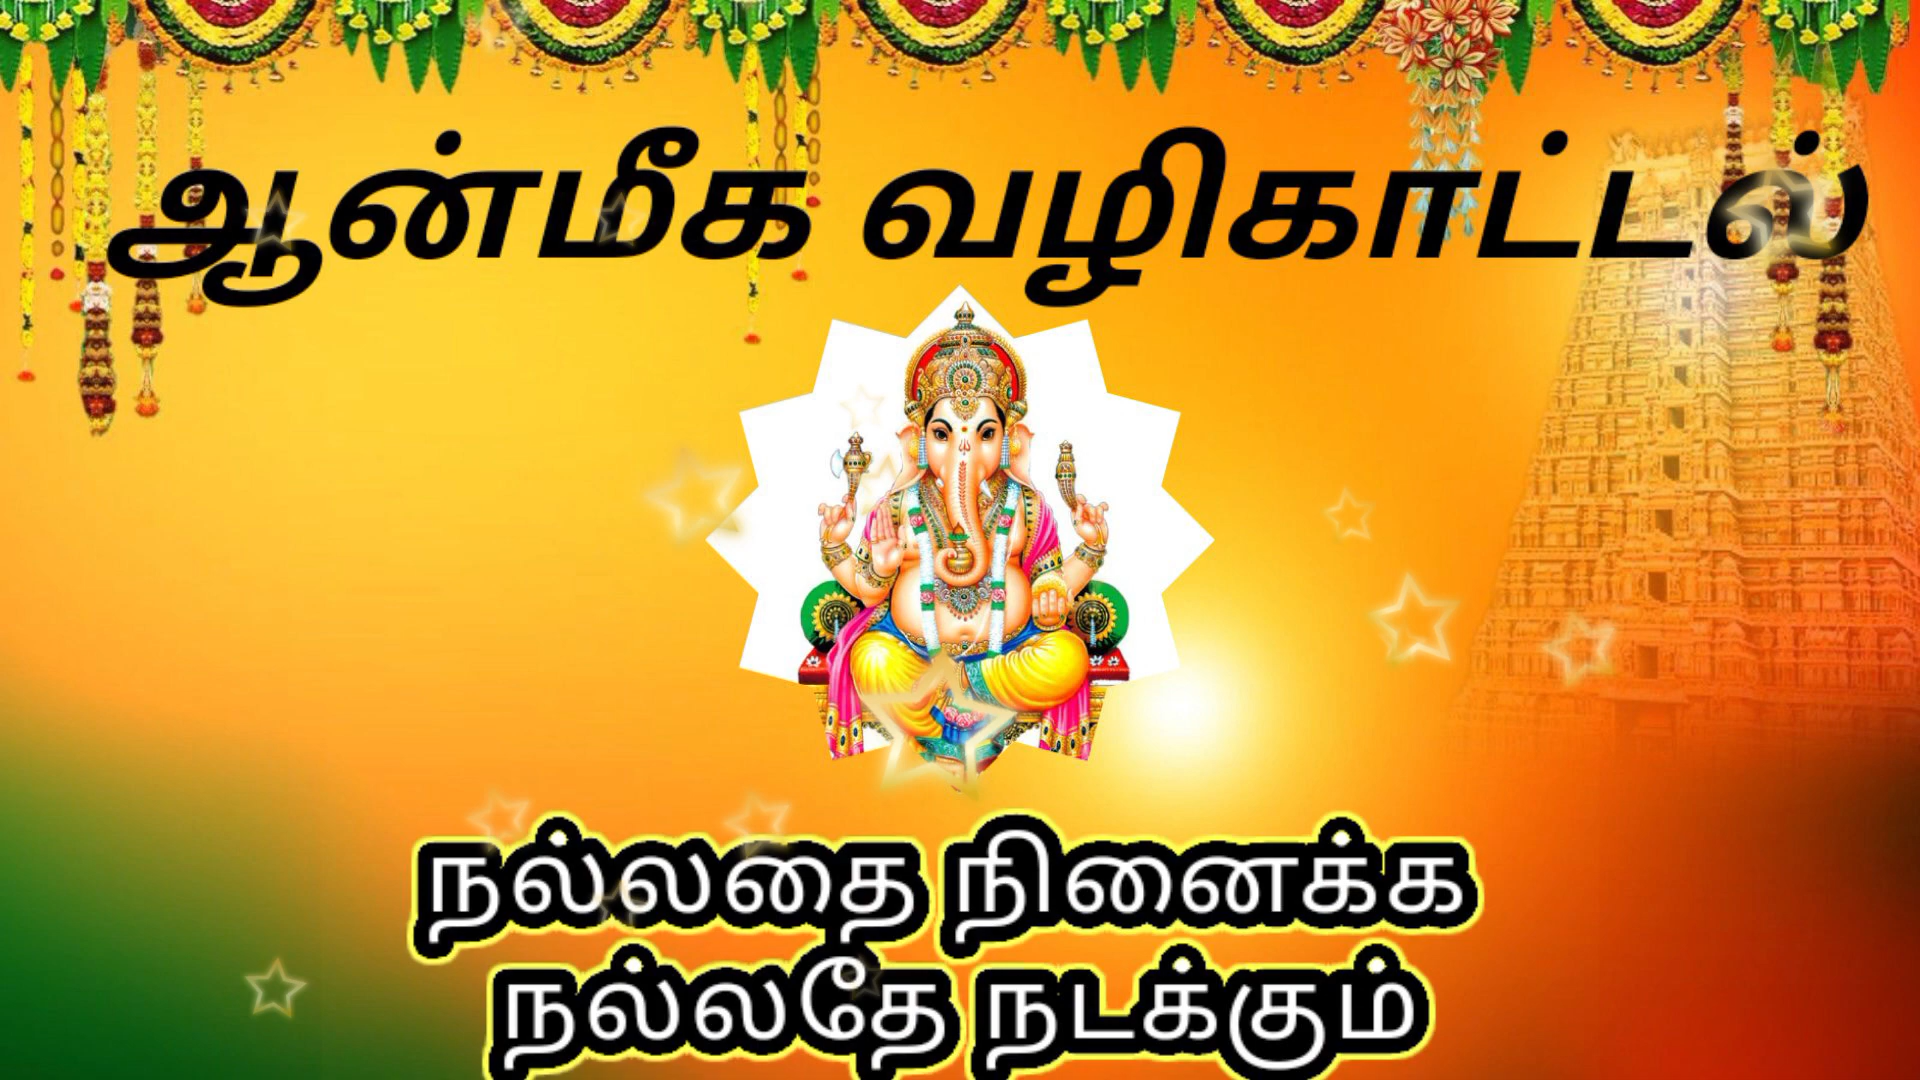 ஆன்மீக வழிகாட்டல்
நல்லதை நினைக்க
நல்லதே நடக்கும்